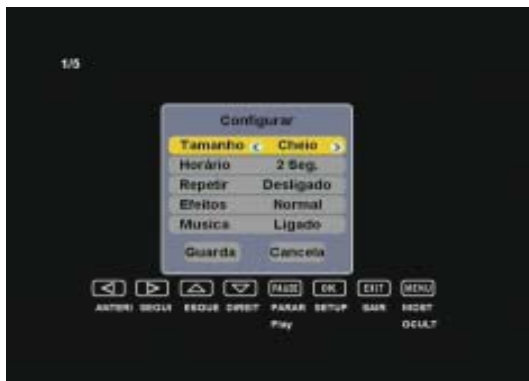 1/5
Configurar
Tamanho Cheio
Horário 2 Seg.
Repetir Desligado
Efeitos Normal
Musica Ligado
Guarda Cancela
PAUSE OK EXIT MENU
ANTERI SEGUI ESQUE DIREIT PARAR SETUP SAIR MOST
Play OCULT